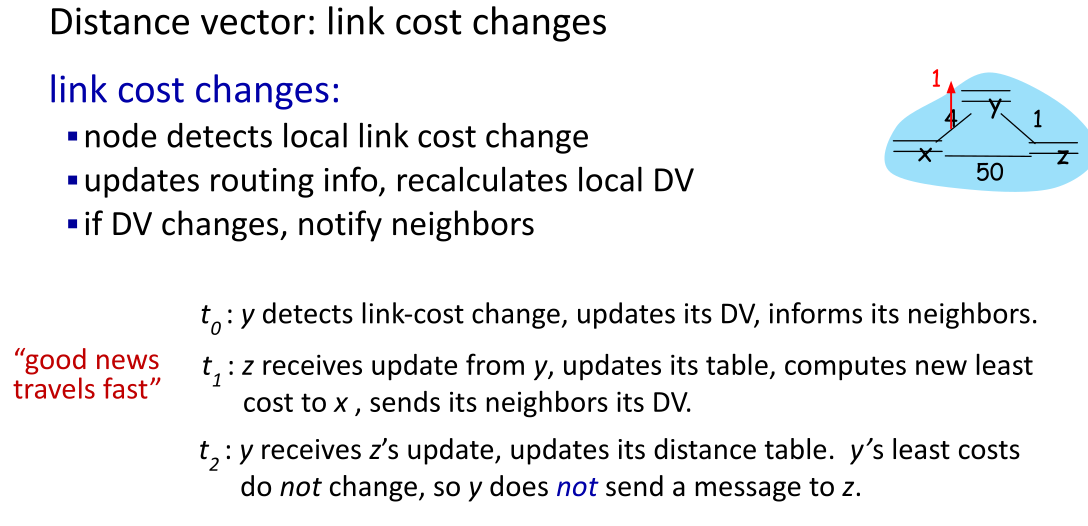 Distance vector: link cost changes
link cost changes:
▪node detects local link cost change
▪updates routing info, recalculates local DV
▪if DV changes, notify neighbors
1
4
y
1
x
z
50
"good news
travels fast"
t0 : y detects link-cost change, updates its DV, informs its neighbors.
t1 : z receives update from y, updates its table, computes new least
cost to x , sends its neighbors its DV.
t2 : y receives z's update, updates its distance table. y's least costs
do not change, so y does not send a message to z.